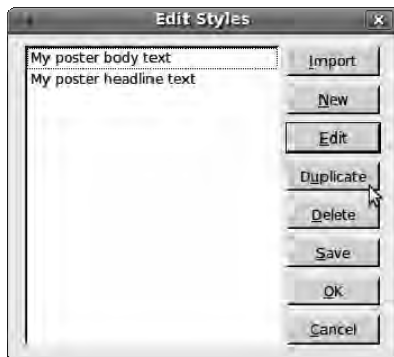 Edit Styles
My poster body text
My poster headline text
Import
New
Edit
Duplicate
Delete
Save
OK
Cancel